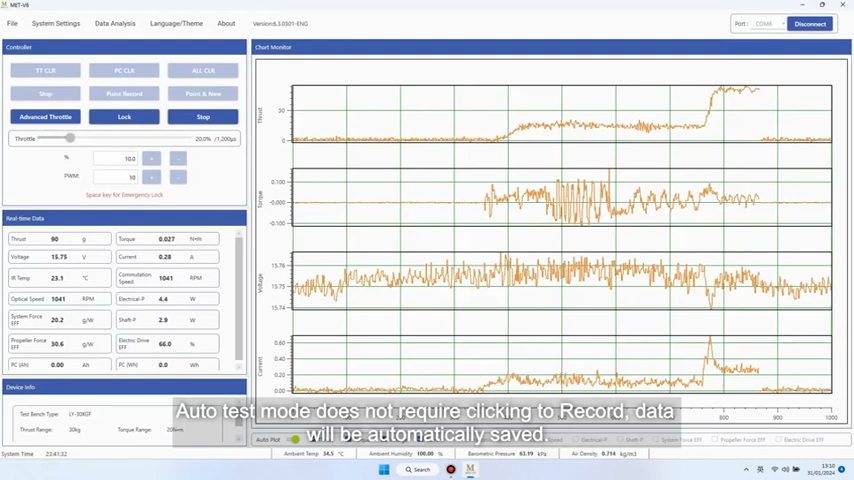 MET-V6
File System Settings Data Analysis Language/Theme About Version:6.3.0301-ENG Port : COM6 Disconnect
Controller
TT CLR PC CLR ALL CLR
Stop Point Record Point & New
Advanced Throttle Lock Stop
Throttle 20.0% /1,200μs
% 10.0 + -
PWM: 10 + -
Space key for Emergency Lock
Real-time Data
Thrust 90 g Torque 0.027 N•m
Voltage 15.75 V Current 0.28 A
IR Temp 23.1 °C Commutation Speed 1041 RPM
Optical Speed 1041 RPM Electrical-P 4.4 W
System Force EFF 20.2 g/W Shaft-P 2.9 W
Propeller Force EFF 30.6 g/W Electric Drive EFF 66.0 %
PC (Ah) 0.00 Ah PC (Wh) 0.0 Wh
Device Info
Test Bench Type: LY-30KGF
Thrust Range: 30kg Torque Range: 20N•m
System Time 23:41:32
Chart Monitor
Thrust
50
0
Torque
0.100
-0.000
-0.100
Voltage
15.76
15.75
15.74
Current
0.60
0.40
0.20
0.00
800 1000
Auto Plot Electrical-P Shaft-P System Force EFF Propeller Force EFF Electric Drive EFF
Ambient Temp 34.5 °C Ambient Humidity 100.00 % Barometric Pressure 63.19 kPa Air Density 0.714 kg/m3
Auto test mode does not require clicking to Record, data
will be automatically saved.
Search
英
13:10
31/01/2024